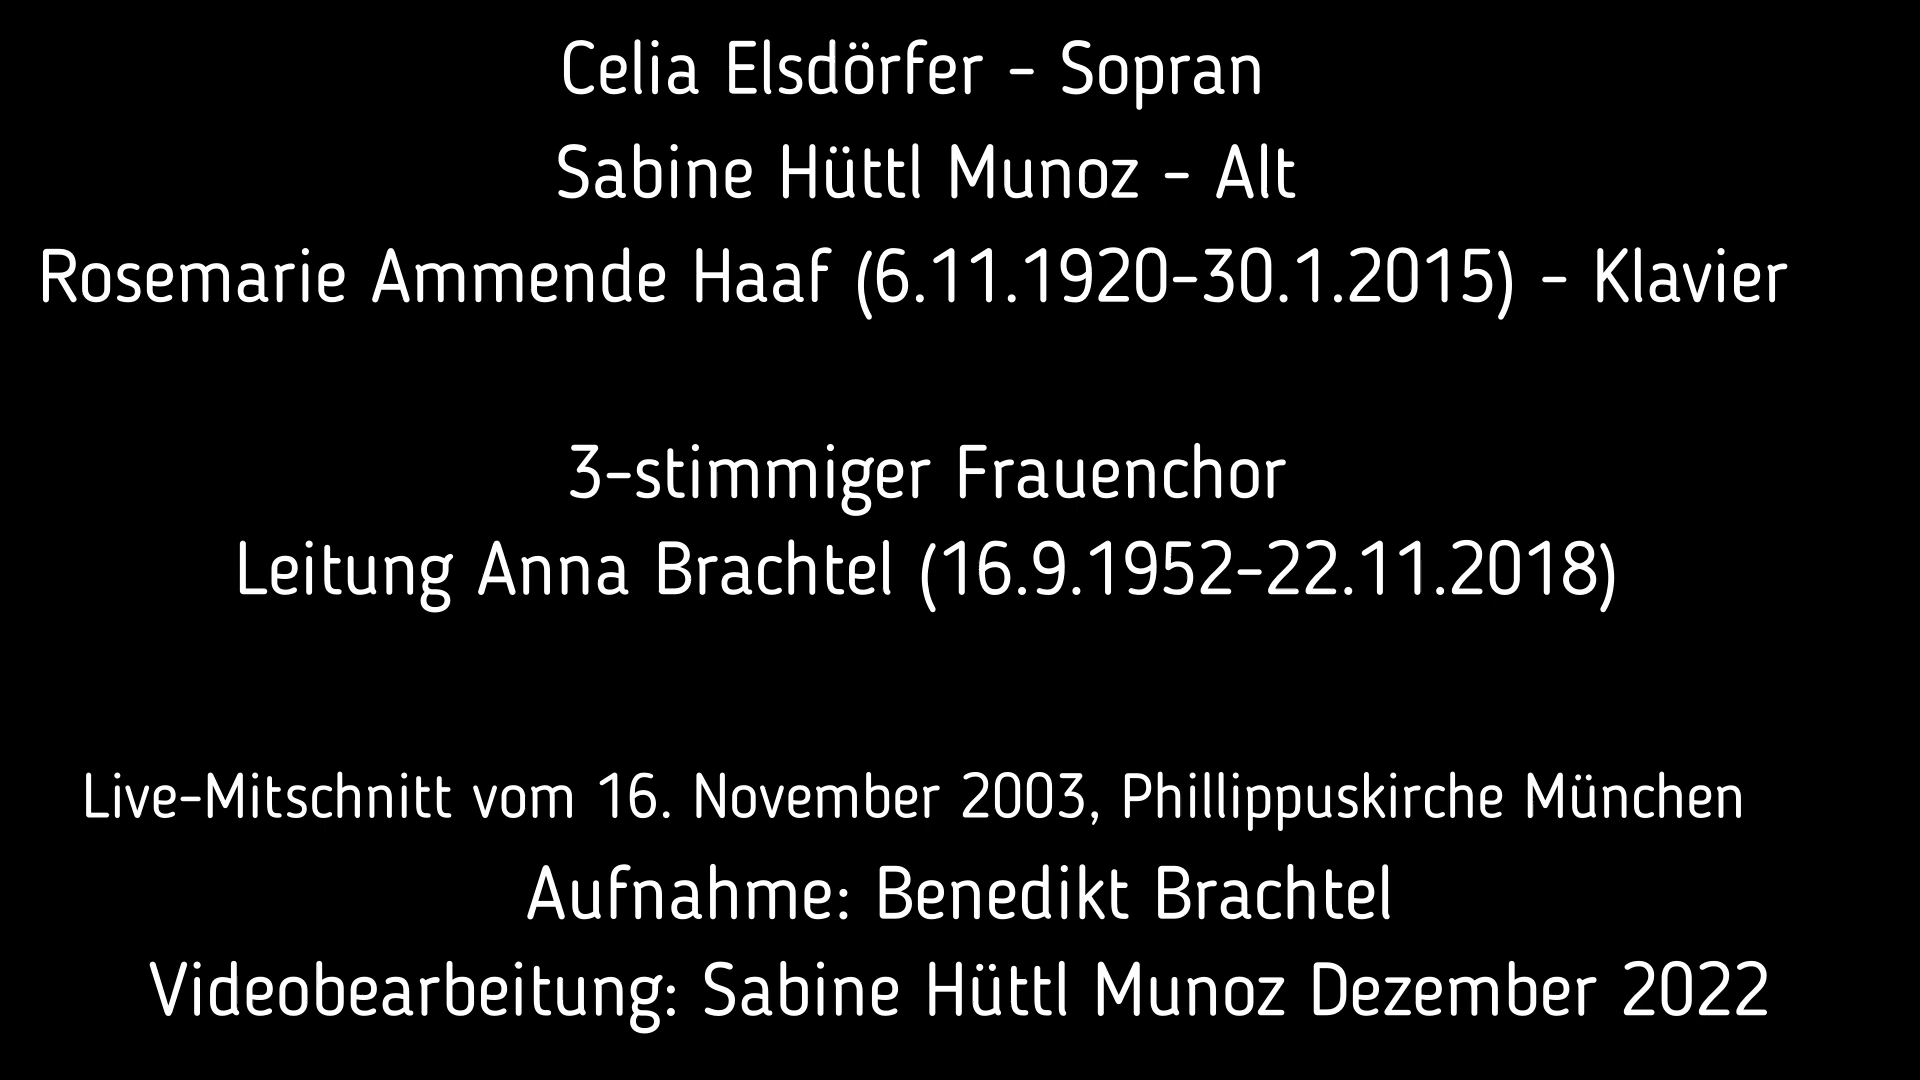 Celia Elsdörfer - Sopran
Sabine Hüttl Munoz - Alt
Rosemarie Ammende Haaf (6.11.1920-30.1.2015) - Klavier
3-stimmiger Frauenchor
Leitung Anna Brachtel (16.9.1952-22.11.2018)
Live-Mitschnitt vom 16. November 2003, Phillippuskirche München
Aufnahme: Benedikt Brachtel
Videobearbeitung: Sabine Hüttl Munoz Dezember 2022